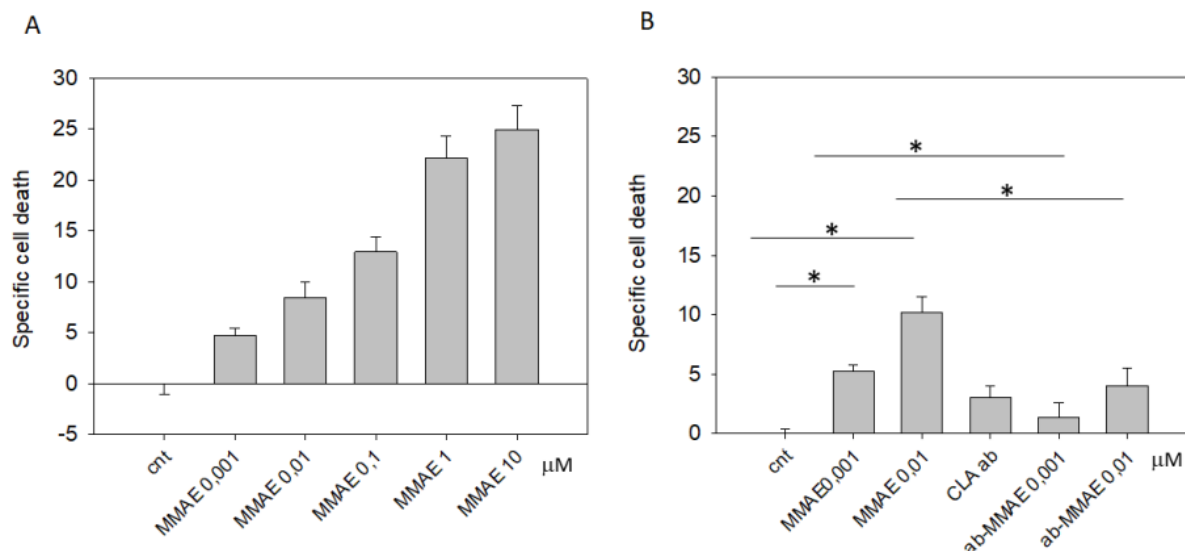 A
Specific cell death
30
25
20
15
10
5
0
-5
cnt
MMAE 0,001
MMAE 0,01
MMAE 0,1
MMAE 1
MMAE 10
µM
B
Specific cell death
30
25
20
15
10
5
0
*
*
*
*
cnt
MMAE0,001
MMAE 0,01
CLA ab
ab-MMAE 0,001
ab-MMAE 0,01
µM